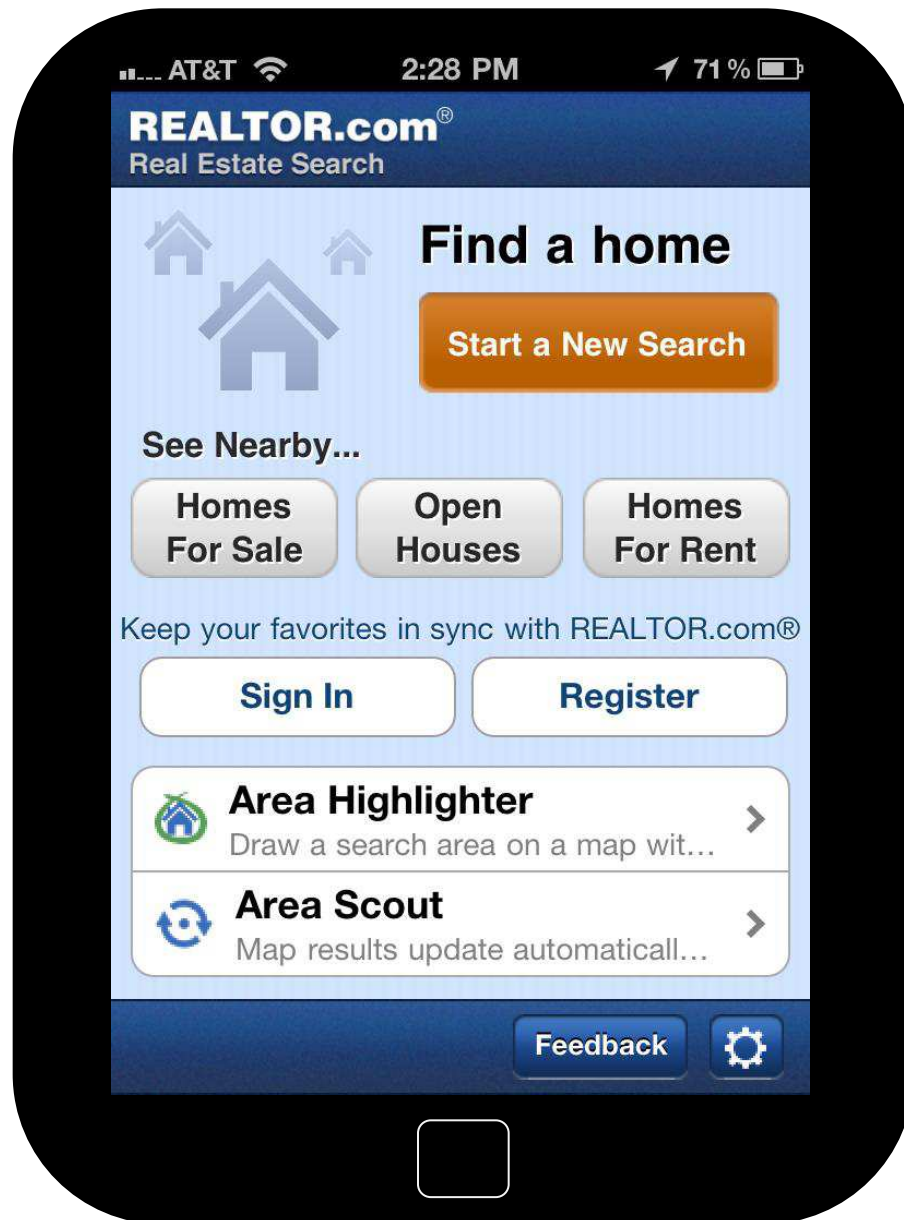 AT&T 2:28 PM 71%
REALTOR.com®
Real Estate Search
Find a home
Start a New Search
See Nearby...
Homes For Sale
Open Houses
Homes For Rent
Keep your favorites in sync with REALTOR.com®
Sign In Register
Area Highlighter
Draw a search area on a map wit...
Area Scout
Map results update automaticall...
Feedback